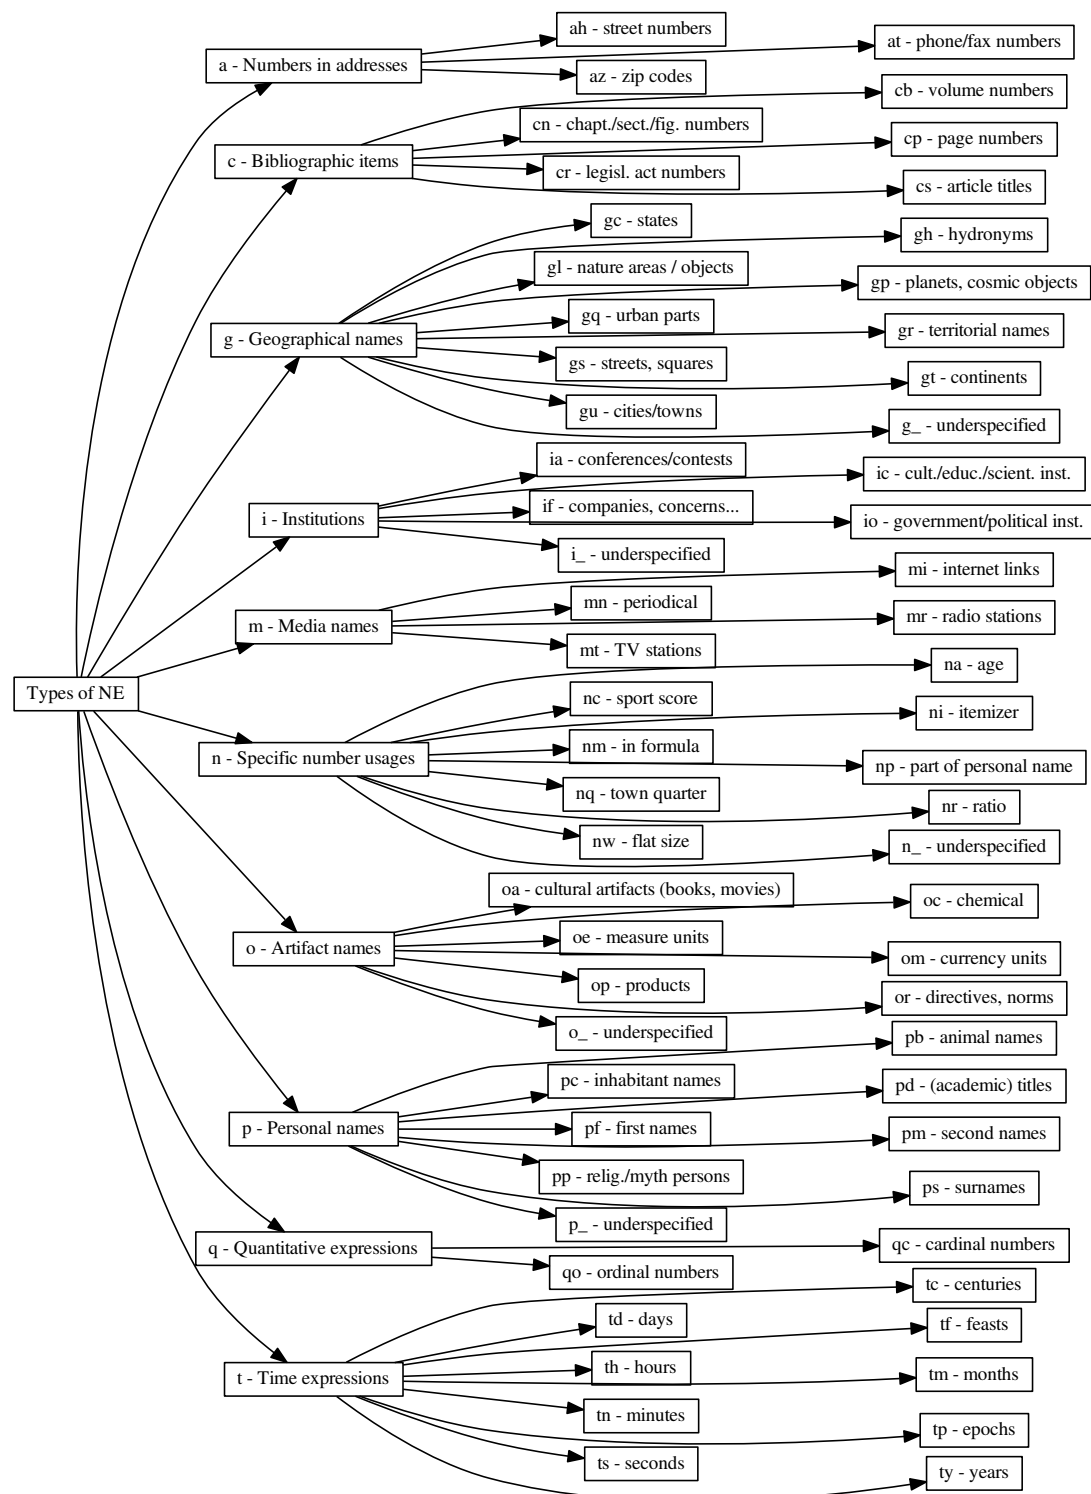 Types of NE
a - Numbers in addresses
ah - street numbers
at - phone/fax numbers
az - zip codes
c - Bibliographic items
cb - volume numbers
cn - chapt./sect./fig. numbers
cp - page numbers
cr - legisl. act numbers
cs - article titles
g - Geographical names
gc - states
gh - hydronyms
gl - nature areas / objects
gp - planets, cosmic objects
gq - urban parts
gr - territorial names
gs - streets, squares
gt - continents
gu - cities/towns
g_ - underspecified
i - Institutions
ia - conferences/contests
ic - cult./educ./scient. inst.
if - companies, concerns...
io - government/political inst.
i_ - underspecified
m - Media names
mi - internet links
mn - periodical
mr - radio stations
mt - TV stations
n - Specific number usages
na - age
nc - sport score
ni - itemizer
nm - in formula
np - part of personal name
nq - town quarter
nr - ratio
nw - flat size
n_ - underspecified
o - Artifact names
oa - cultural artifacts (books, movies)
oc - chemical
oe - measure units
om - currency units
op - products
or - directives, norms
o_ - underspecified
p - Personal names
pb - animal names
pc - inhabitant names
pd - (academic) titles
pf - first names
pm - second names
pp - relig./myth persons
ps - surnames
p_ - underspecified
q - Quantitative expressions
qc - cardinal numbers
qo - ordinal numbers
t - Time expressions
tc - centuries
td - days
tf - feasts
th - hours
tm - months
tn - minutes
tp - epochs
ts - seconds
ty - years